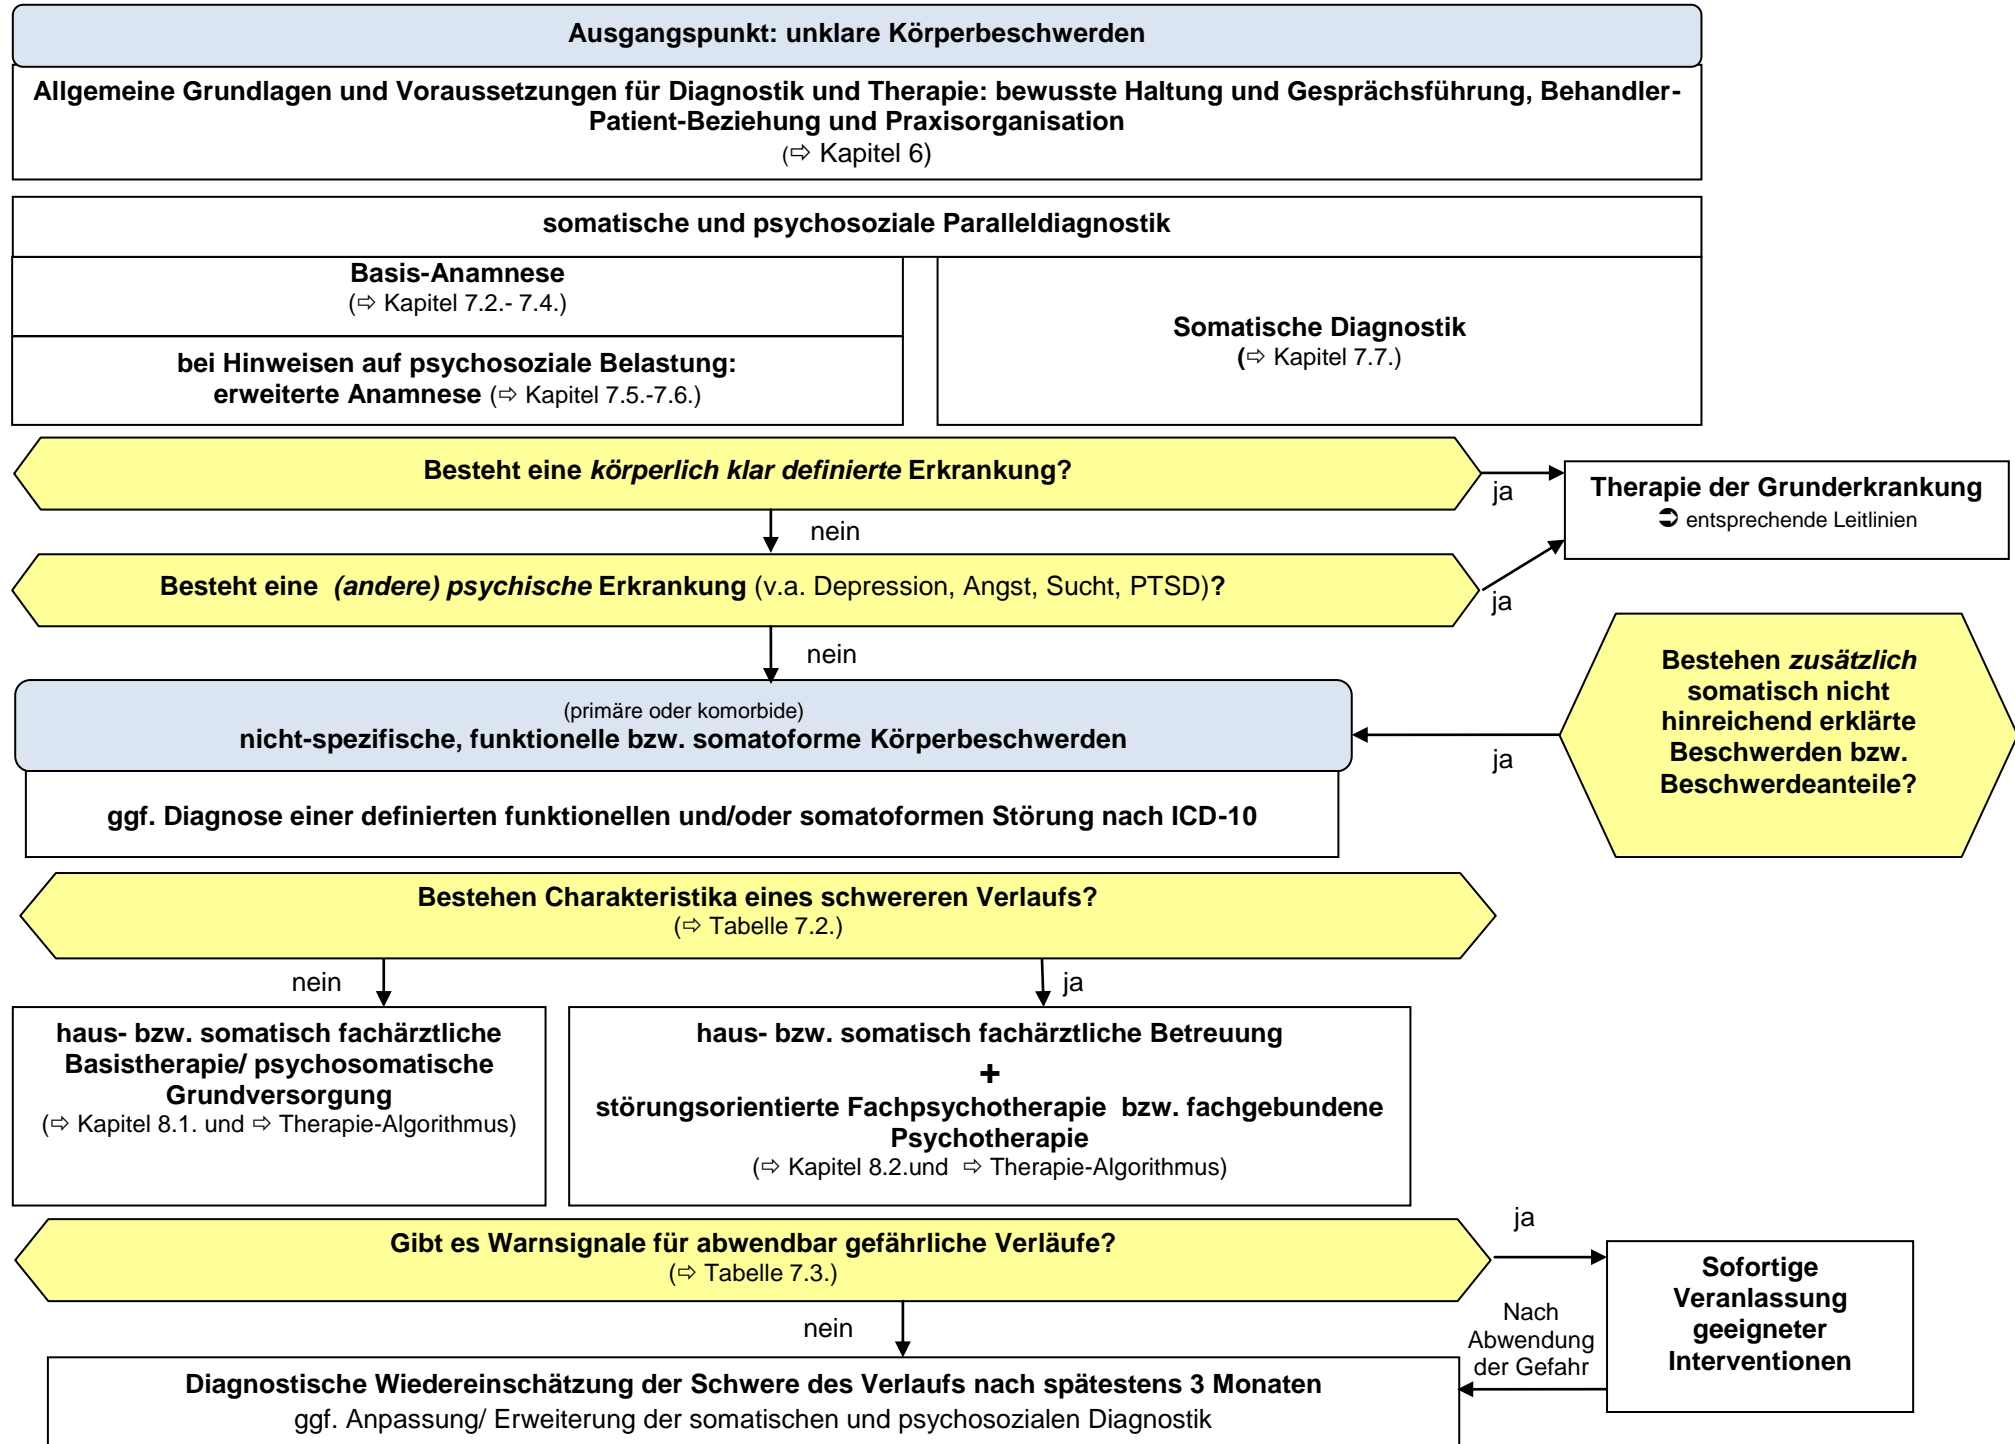 Ausgangspunkt: unklare Körperbeschwerden
Allgemeine Grundlagen und Voraussetzungen für Diagnostik und Therapie: bewusste Haltung und Gesprächsführung, Behandler-
Patient-Beziehung und Praxisorganisation
(⇨ Kapitel 6)
somatische und psychosoziale Paralleldiagnostik
Basis-Anamnese
(⇨ Kapitel 7.2.- 7.4.)
bei Hinweisen auf psychosoziale Belastung:
erweiterte Anamnese (⇨ Kapitel 7.5.-7.6.)
Somatische Diagnostik
(⇨ Kapitel 7.7.)
Besteht eine körperlich klar definierte Erkrankung?
ja
Therapie der Grunderkrankung
➲ entsprechende Leitlinien
nein
Besteht eine (andere) psychische Erkrankung (v.a. Depression, Angst, Sucht, PTSD)?
ja
nein
Bestehen zusätzlich
somatisch nicht
hinreichend erklärte
Beschwerden bzw.
Beschwerdeanteile?
ja
(primäre oder komorbide)
nicht-spezifische, funktionelle bzw. somatoforme Körperbeschwerden
ggf. Diagnose einer definierten funktionellen und/oder somatoformen Störung nach ICD-10
Bestehen Charakteristika eines schwereren Verlaufs?
(⇨ Tabelle 7.2.)
nein
ja
haus- bzw. somatisch fachärztliche
Basistherapie/ psychosomatische
Grundversorgung
(⇨ Kapitel 8.1. und ⇨ Therapie-Algorithmus)
haus- bzw. somatisch fachärztliche Betreuung
+
störungsorientierte Fachpsychotherapie bzw. fachgebundene
Psychotherapie
(⇨ Kapitel 8.2.und ⇨ Therapie-Algorithmus)
Gibt es Warnsignale für abwendbar gefährliche Verläufe?
(⇨ Tabelle 7.3.)
ja
Sofortige
Veranlassung
geeigneter
Interventionen
Nach
Abwendung
der Gefahr
nein
Diagnostische Wiedereinschätzung der Schwere des Verlaufs nach spätestens 3 Monaten
ggf. Anpassung/ Erweiterung der somatischen und psychosozialen Diagnostik